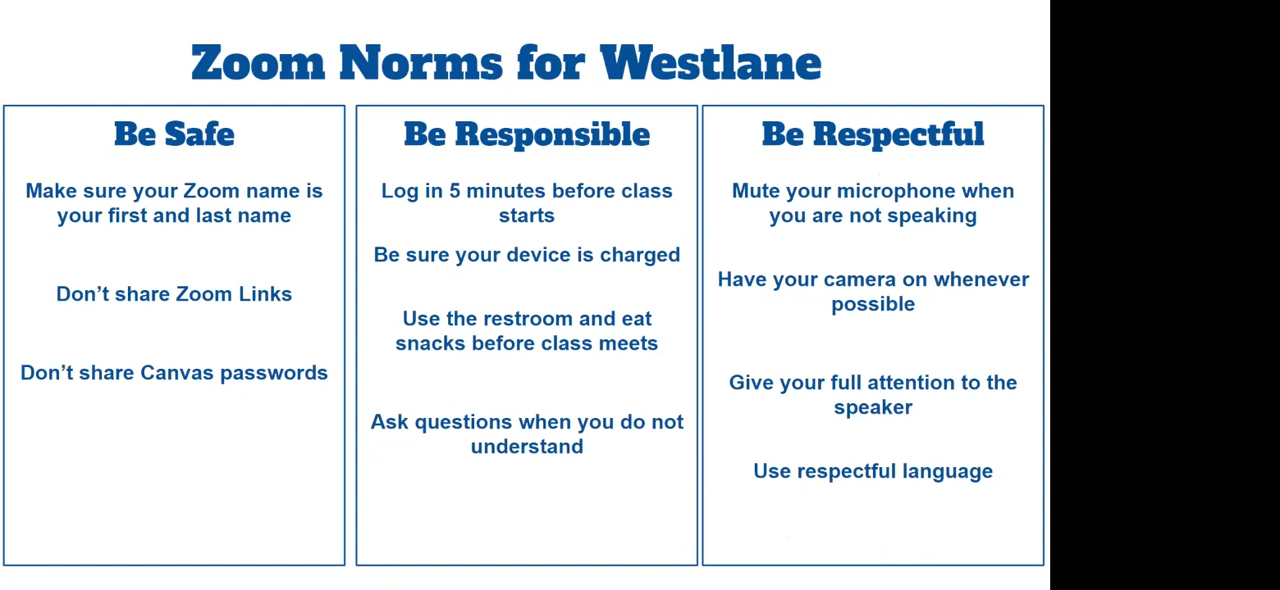 Zoom Norms for Westlane
Be Safe
Make sure your Zoom name is
your first and last name
Don’t share Zoom Links
Don’t share Canvas passwords
Be Responsible
Log in 5 minutes before class
starts
Be sure your device is charged
Use the restroom and eat
snacks before class meets
Ask questions when you do not
understand
Be Respectful
Mute your microphone when
you are not speaking
Have your camera on whenever
possible
Give your full attention to the
speaker
Use respectful language